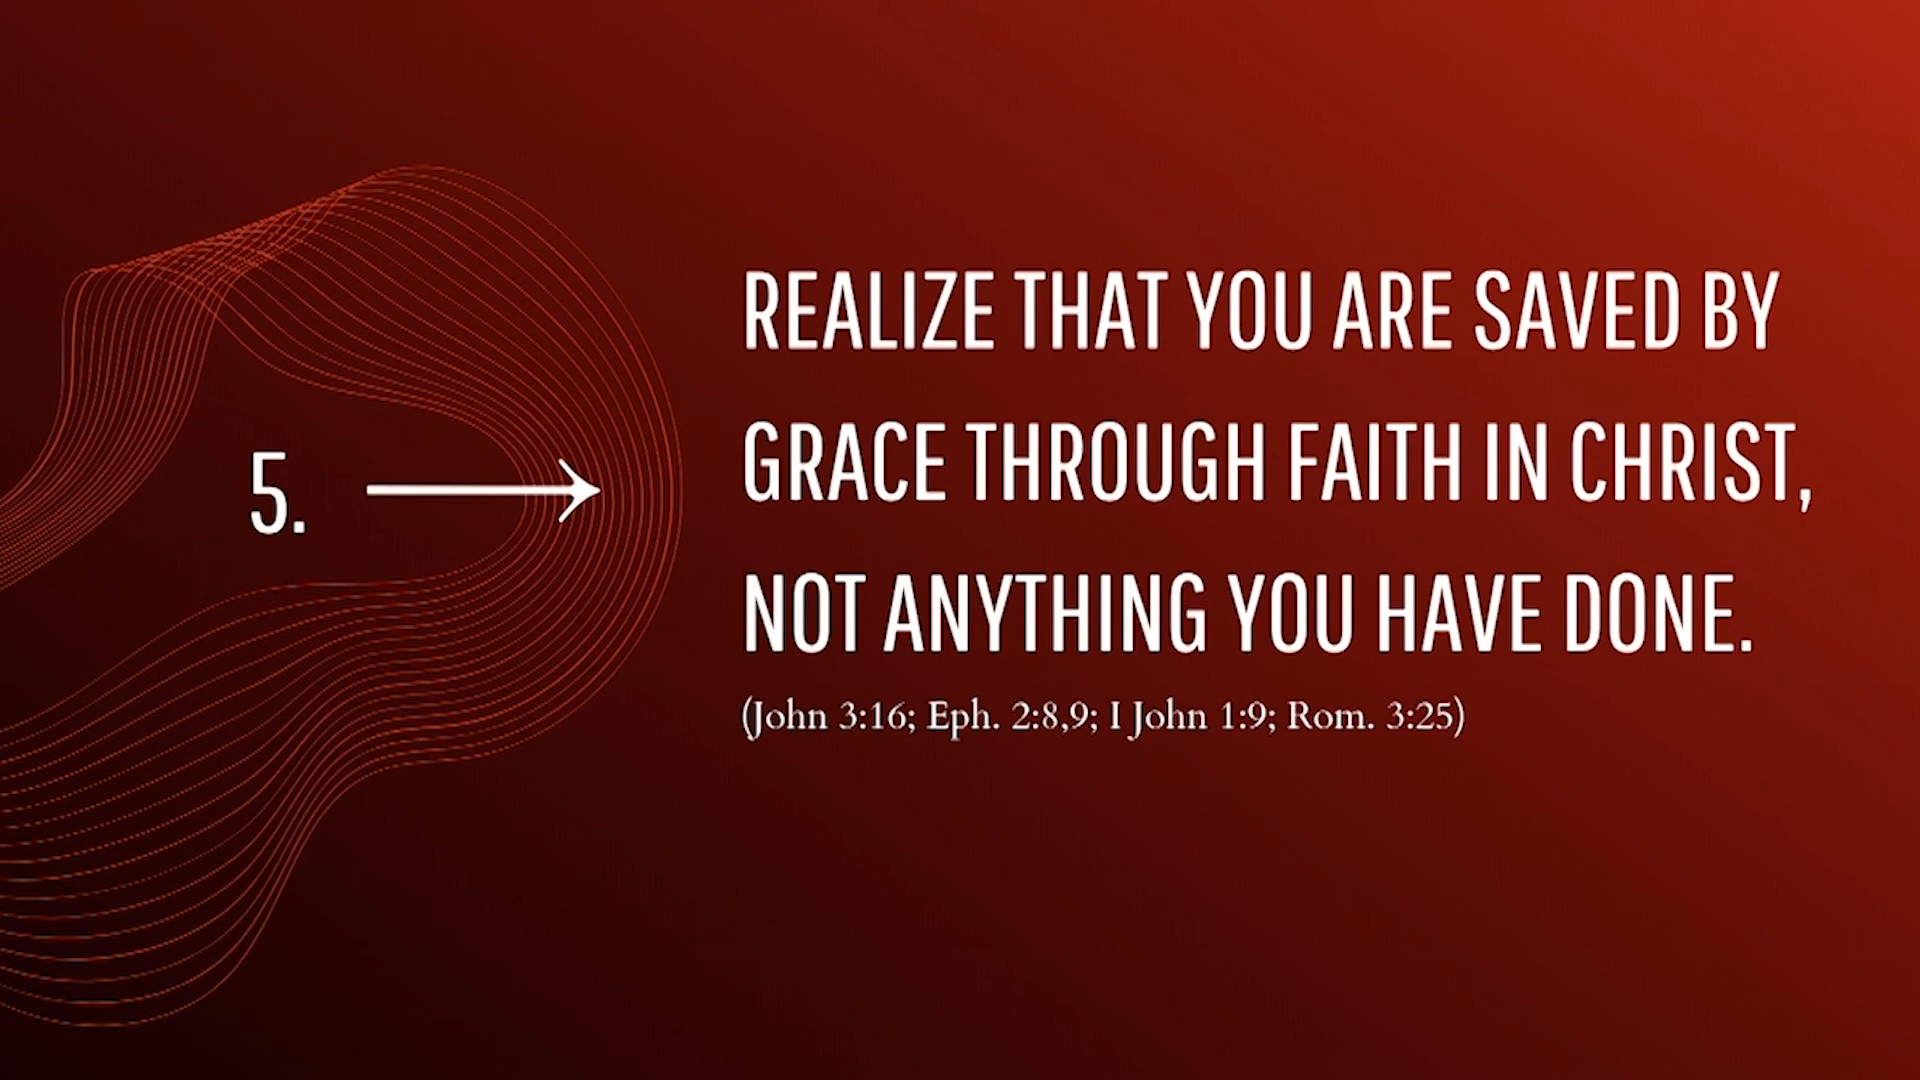 5.
REALIZE THAT YOU ARE SAVED BY
GRACE THROUGH FAITH IN CHRIST,
NOT ANYTHING YOU HAVE DONE.
(John 3:16; Eph. 2:8,9; I John 1:9; Rom. 3:25)